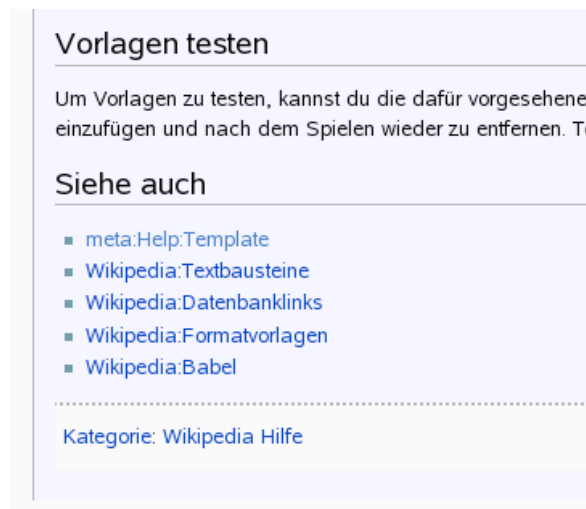 Vorlagen testen
Um Vorlagen zu testen, kannst du die dafür vorgesehene
einzufügen und nach dem Spielen wieder zu entfernen.
Siehe auch
meta:Help:Template
Wikipedia:Textbausteine
Wikipedia:Datenbanklinks
Wikipedia:Formatvorlagen
Wikipedia:Babel
Kategorie: Wikipedia Hilfe